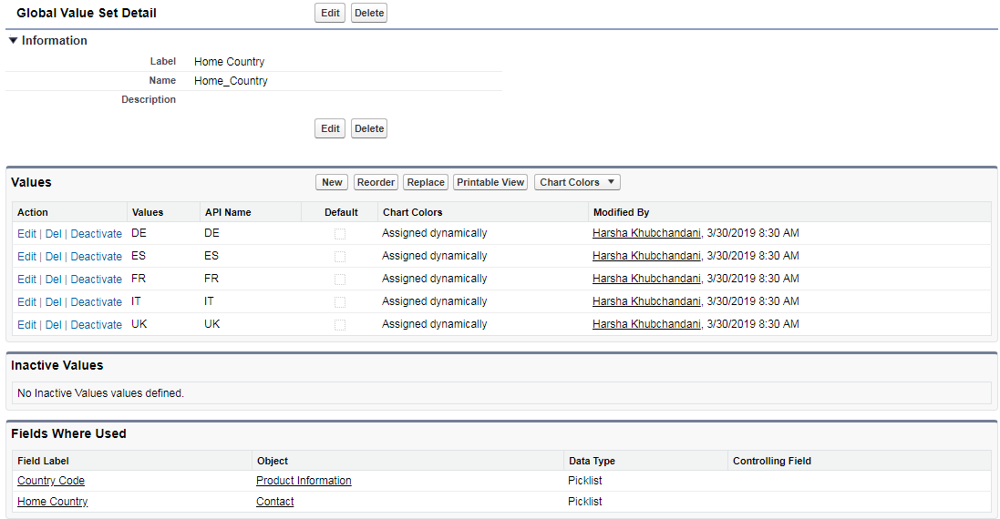 Global Value Set Detail Edit Delete
Information
Label Home Country
Name Home_Country
Description
Edit Delete
Values New Reorder Replace Printable View Chart Colors
Action Values API Name Default Chart Colors Modified By
Edit | Del | Deactivate DE DE Assigned dynamically Harsha Khubchandani, 3/30/2019 8:30 AM
Edit | Del | Deactivate ES ES Assigned dynamically Harsha Khubchandani, 3/30/2019 8:30 AM
Edit | Del | Deactivate FR FR Assigned dynamically Harsha Khubchandani, 3/30/2019 8:30 AM
Edit | Del | Deactivate IT IT Assigned dynamically Harsha Khubchandani, 3/30/2019 8:30 AM
Edit | Del | Deactivate UK UK Assigned dynamically Harsha Khubchandani, 3/30/2019 8:30 AM
Inactive Values
No Inactive Values values defined.
Fields Where Used
Field Label Object Data Type Controlling Field
Country Code Product Information Picklist
Home Country Contact Picklist